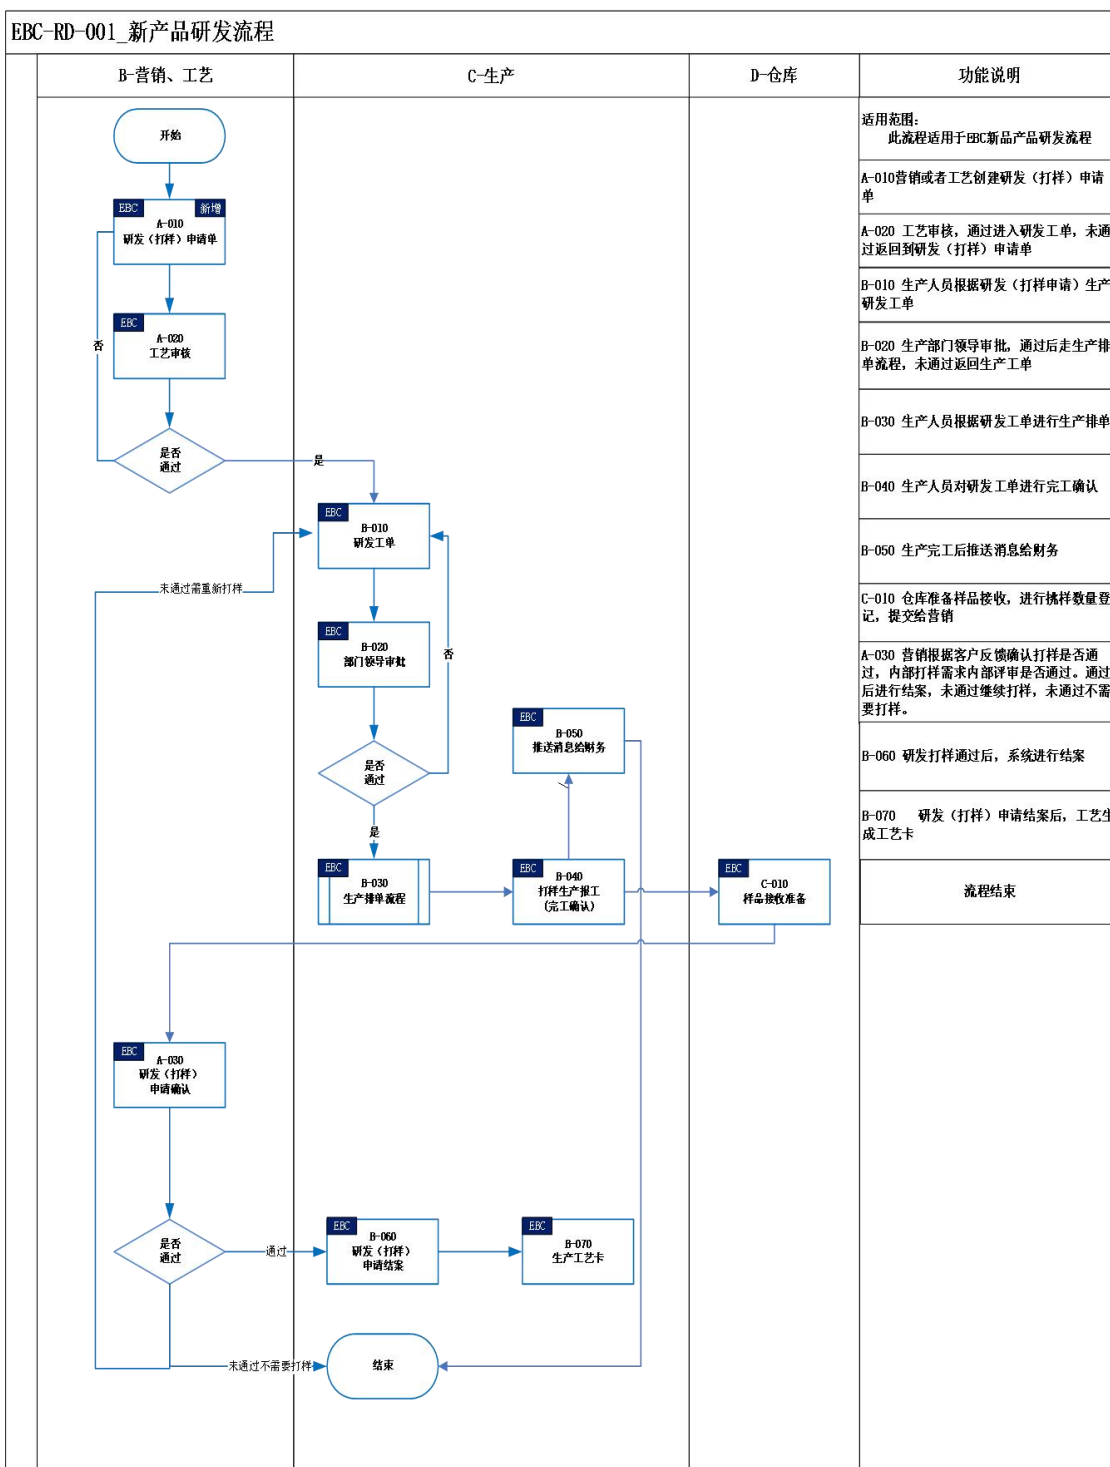 EBC-RD-001_新产品研发流程
B-营销、工艺
C-生产
D-仓库
功能说明
开始
EBC
新增
A-010
研发（打样）申请单
EBC
A-020
工艺审核
否
是否
通过
是
EBC
B-010
研发工单
未通过需重新打样
EBC
B-020
部门领导审批
否
是否
通过
是
EBC
B-050
推送消息给财务
EBC
B-030
生产排单流程
EBC
B-040
打样生产报工
(完工确认)
EBC
C-010
样品接收准备
EBC
A-030
研发（打样）
申请确认
是否
通过
通过
EBC
B-060
研发（打样）
申请结案
EBC
B-070
生产工艺卡
未通过不需要打样
结束
适用范围：
此流程适用于EBC新品产品研发流程
A-010营销或者工艺创建研发（打样）申请
单
A-020 工艺审核，通过进入研发工单，未通
过返回到研发（打样）申请单
B-010 生产人员根据研发（打样申请）生产
研发工单
B-020 生产部门领导审批，通过后走生产排
单流程，未通过返回生产工单
B-030 生产人员根据研发工单进行生产排单
B-040 生产人员对研发工单进行完工确认
B-050 生产完工后推送消息给财务
C-010 仓库准备样品接收，进行携样数量登
记，提交给营销
A-030 营销根据客户反馈确认打样是否通
过，内部打样需求内部评审是否通过。通过
后进行结案，未通过继续打样，未通过不需
要打样。
B-060 研发打样通过后，系统进行结案
B-070 研发（打样）申请结案后，工艺生
成工艺卡
流程结束